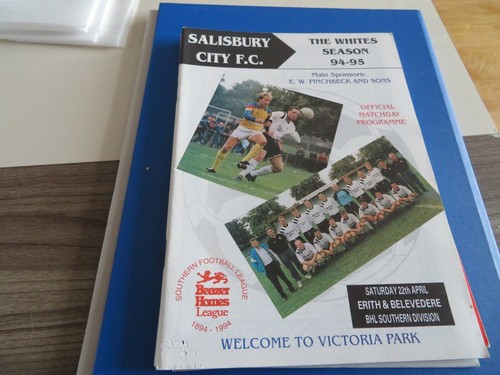 SALISBURY
CITY F.C.
THE WHITES
SEASON
94-95
Main Sponsors:
E. W. PINCHBECK AND SONS
OFFICIAL
MATCHDAY
PROGRAMME
SOUTHERN FOOTBALL LEAGUE
Beazer
Homes
League
1894 - 1994
SATURDAY 22th APRIL
ERITH & BELEVEDERE
BHL SOUTHERN DIVISION
WELCOME TO VICTORIA PARK